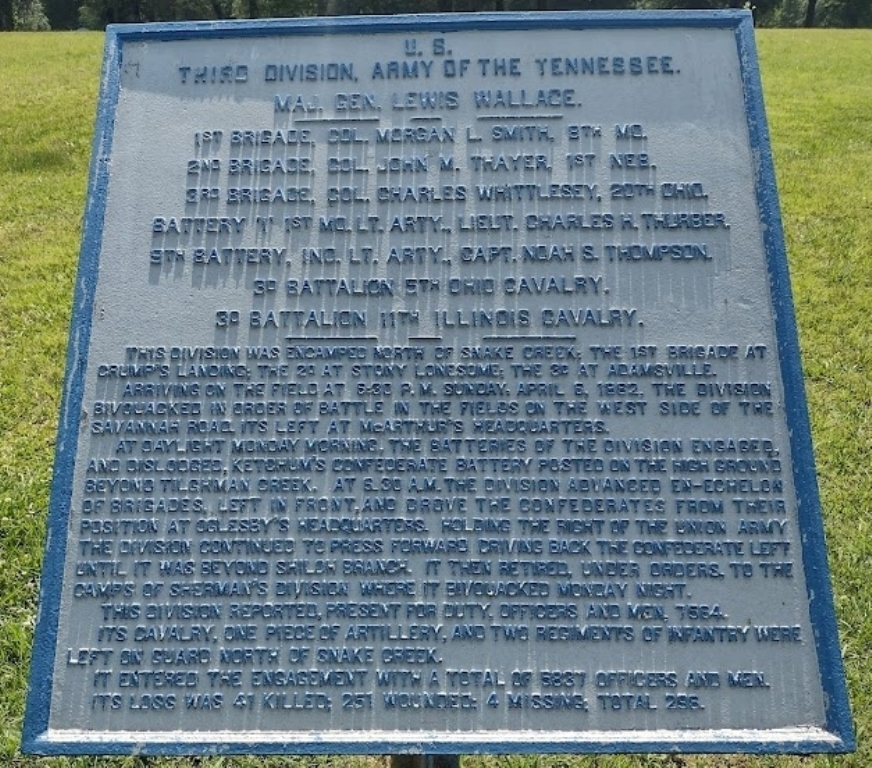 U. S.
THIRD DIVISION, ARMY OF THE TENNESSEE.
MAJ. GEN. LEWIS WALLACE.
1ST BRIGADE, COL. MORGAN L. SMITH, 8TH MO.
2ND BRIGADE, COL. JOHN M. THAYER, 1ST NEB.
3RD BRIGADE, COL. CHARLES WHITTLESEY, 20TH OHIO.
BATTERY "I" 1ST MO. LT. ARTY., LIEUT. CHARLES H. THURBER.
9TH BATTERY, IND. LT. ARTY., CAPT. NOAH S. THOMPSON.
3D BATTALION 5TH OHIO CAVALRY.
3D BATTALION 11TH ILLINOIS CAVALRY.
THIS DIVISION WAS ENCAMPED NORTH OF SNAKE CREEK; THE 1ST BRIGADE AT
CRUMP'S LANDING; THE 2D AT STONY LONESOME; THE 3D AT ADAMSVILLE.
ARRIVING ON THE FIELD AT 6:30 P. M. SUNDAY, APRIL 6, 1862, THE DIVISION
BIVOUACKED IN ORDER OF BATTLE IN THE FIELDS ON THE WEST SIDE OF THE
SAVANNAH ROAD, ITS LEFT AT McARTHUR'S HEADQUARTERS.
AT DAYLIGHT MONDAY MORNING, THE BATTERIES OF THE DIVISION ENGAGED,
AND DISLODGED, KETCHUM'S CONFEDERATE BATTERY POSTED ON THE HIGH GROUND
BEYOND TILGHMAN CREEK. AT 6.30 A.M. THE DIVISION ADVANCED EN-ECHELON
OF BRIGADES, LEFT IN FRONT, AND DROVE THE CONFEDERATES FROM THEIR
POSITION AT OGLESBY'S HEADQUARTERS. HOLDING THE RIGHT OF THE UNION ARMY
THE DIVISION CONTINUED TO PRESS FORWARD DRIVING BACK THE CONFEDERATE LEFT
UNTIL IT WAS BEYOND SHILOH BRANCH. IT THEN RETIRED, UNDER ORDERS, TO THE
CAMPS OF SHERMAN'S DIVISION WHERE IT BIVOUACKED MONDAY NIGHT.
THIS DIVISION REPORTED, PRESENT FOR DUTY, OFFICERS AND MEN, 7564.
ITS CAVALRY, ONE PIECE OF ARTILLERY, AND TWO REGIMENTS OF INFANTRY WERE
LEFT ON GUARD NORTH OF SNAKE CREEK.
IT ENTERED THE ENGAGEMENT WITH A TOTAL OF 5837 OFFICERS AND MEN.
ITS LOSS WAS 41 KILLED; 251 WOUNDED; 4 MISSING; TOTAL 296.